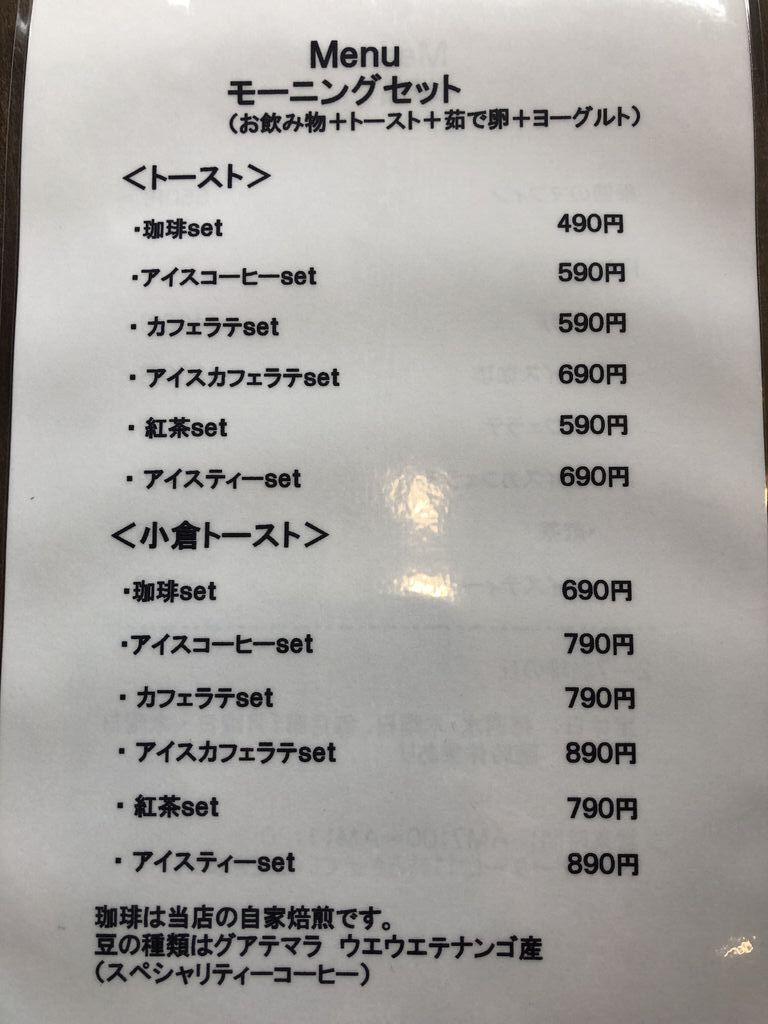 Menu
モーニングセット
（お飲み物＋トースト＋茹で卵＋ヨーグルト）
＜トースト＞
・珈琲set 490円
・アイスコーヒーset 590円
・カフェラテset 590円
・アイスカフェラテset 690円
・紅茶set 590円
・アイスティーset 690円
＜小倉トースト＞
・珈琲set 690円
・アイスコーヒーset 790円
・カフェラテset 790円
・アイスカフェラテset 890円
・紅茶set 790円
・アイスティーset 890円
珈琲は当店の自家焙煎です。
豆の種類はグアテマラ　ウエウエテナンゴ産
（スペシャリティーコーヒー）